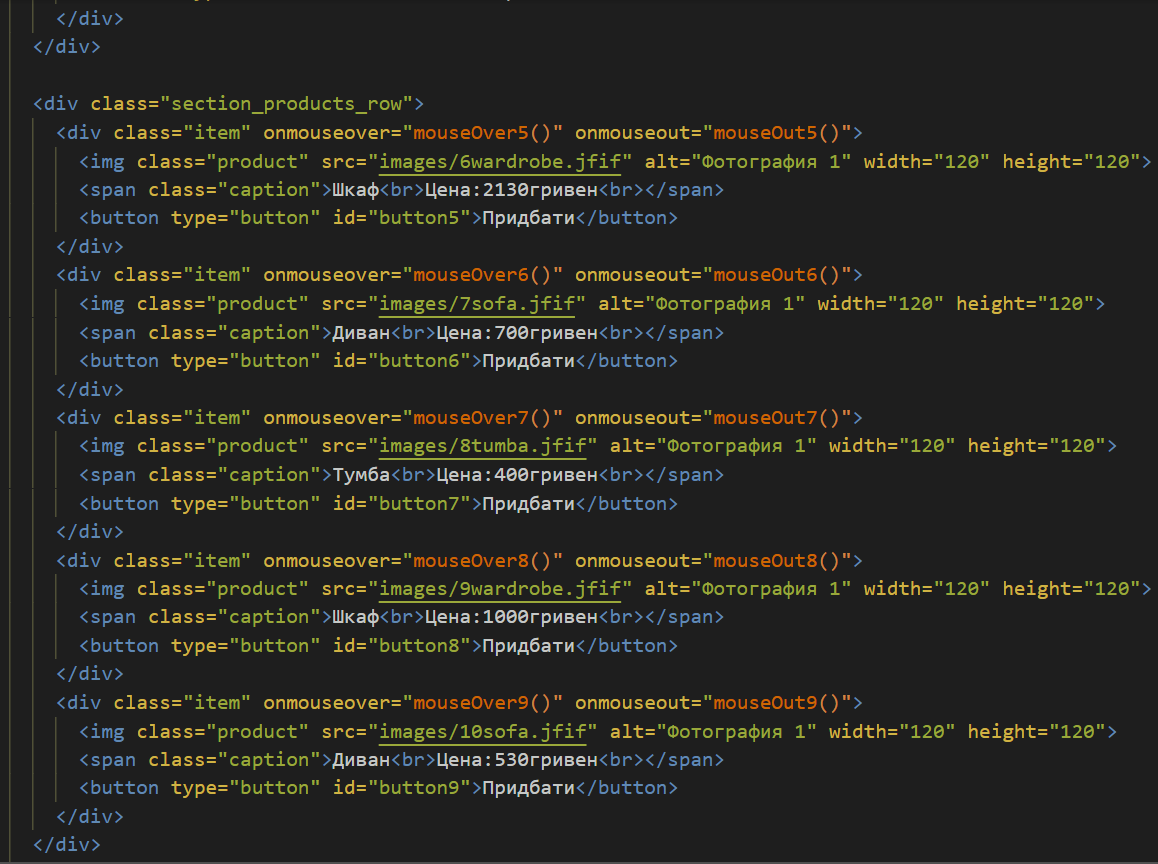 </div>
</div>
<div class="section_products_row">
<div class="item" onmouseover="mouseOver5()" onmouseout="mouseOut5()">
<img class="product" src="images/6wardrobe.jfif" alt="Фотография 1" width="120" height="120">
<span class="caption">Шкаф<br>Цена:2130гривен<br></span>
<button type="button" id="button5">Придбати</button>
</div>
<div class="item" onmouseover="mouseOver6()" onmouseout="mouseOut6()">
<img class="product" src="images/7sofa.jfif" alt="Фотография 1" width="120" height="120">
<span class="caption">Диван<br>Цена:700гривен<br></span>
<button type="button" id="button6">Придбати</button>
</div>
<div class="item" onmouseover="mouseOver7()" onmouseout="mouseOut7()">
<img class="product" src="images/8tumba.jfif" alt="Фотография 1" width="120" height="120">
<span class="caption">Тумба<br>Цена:400гривен<br></span>
<button type="button" id="button7">Придбати</button>
</div>
<div class="item" onmouseover="mouseOver8()" onmouseout="mouseOut8()">
<img class="product" src="images/9wardrobe.jfif" alt="Фотография 1" width="120" height="120">
<span class="caption">Шкаф<br>Цена:1000гривен<br></span>
<button type="button" id="button8">Придбати</button>
</div>
<div class="item" onmouseover="mouseOver9()" onmouseout="mouseOut9()">
<img class="product" src="images/10sofa.jfif" alt="Фотография 1" width="120" height="120">
<span class="caption">Диван<br>Цена:530гривен<br></span>
<button type="button" id="button9">Придбати</button>
</div>
</div>